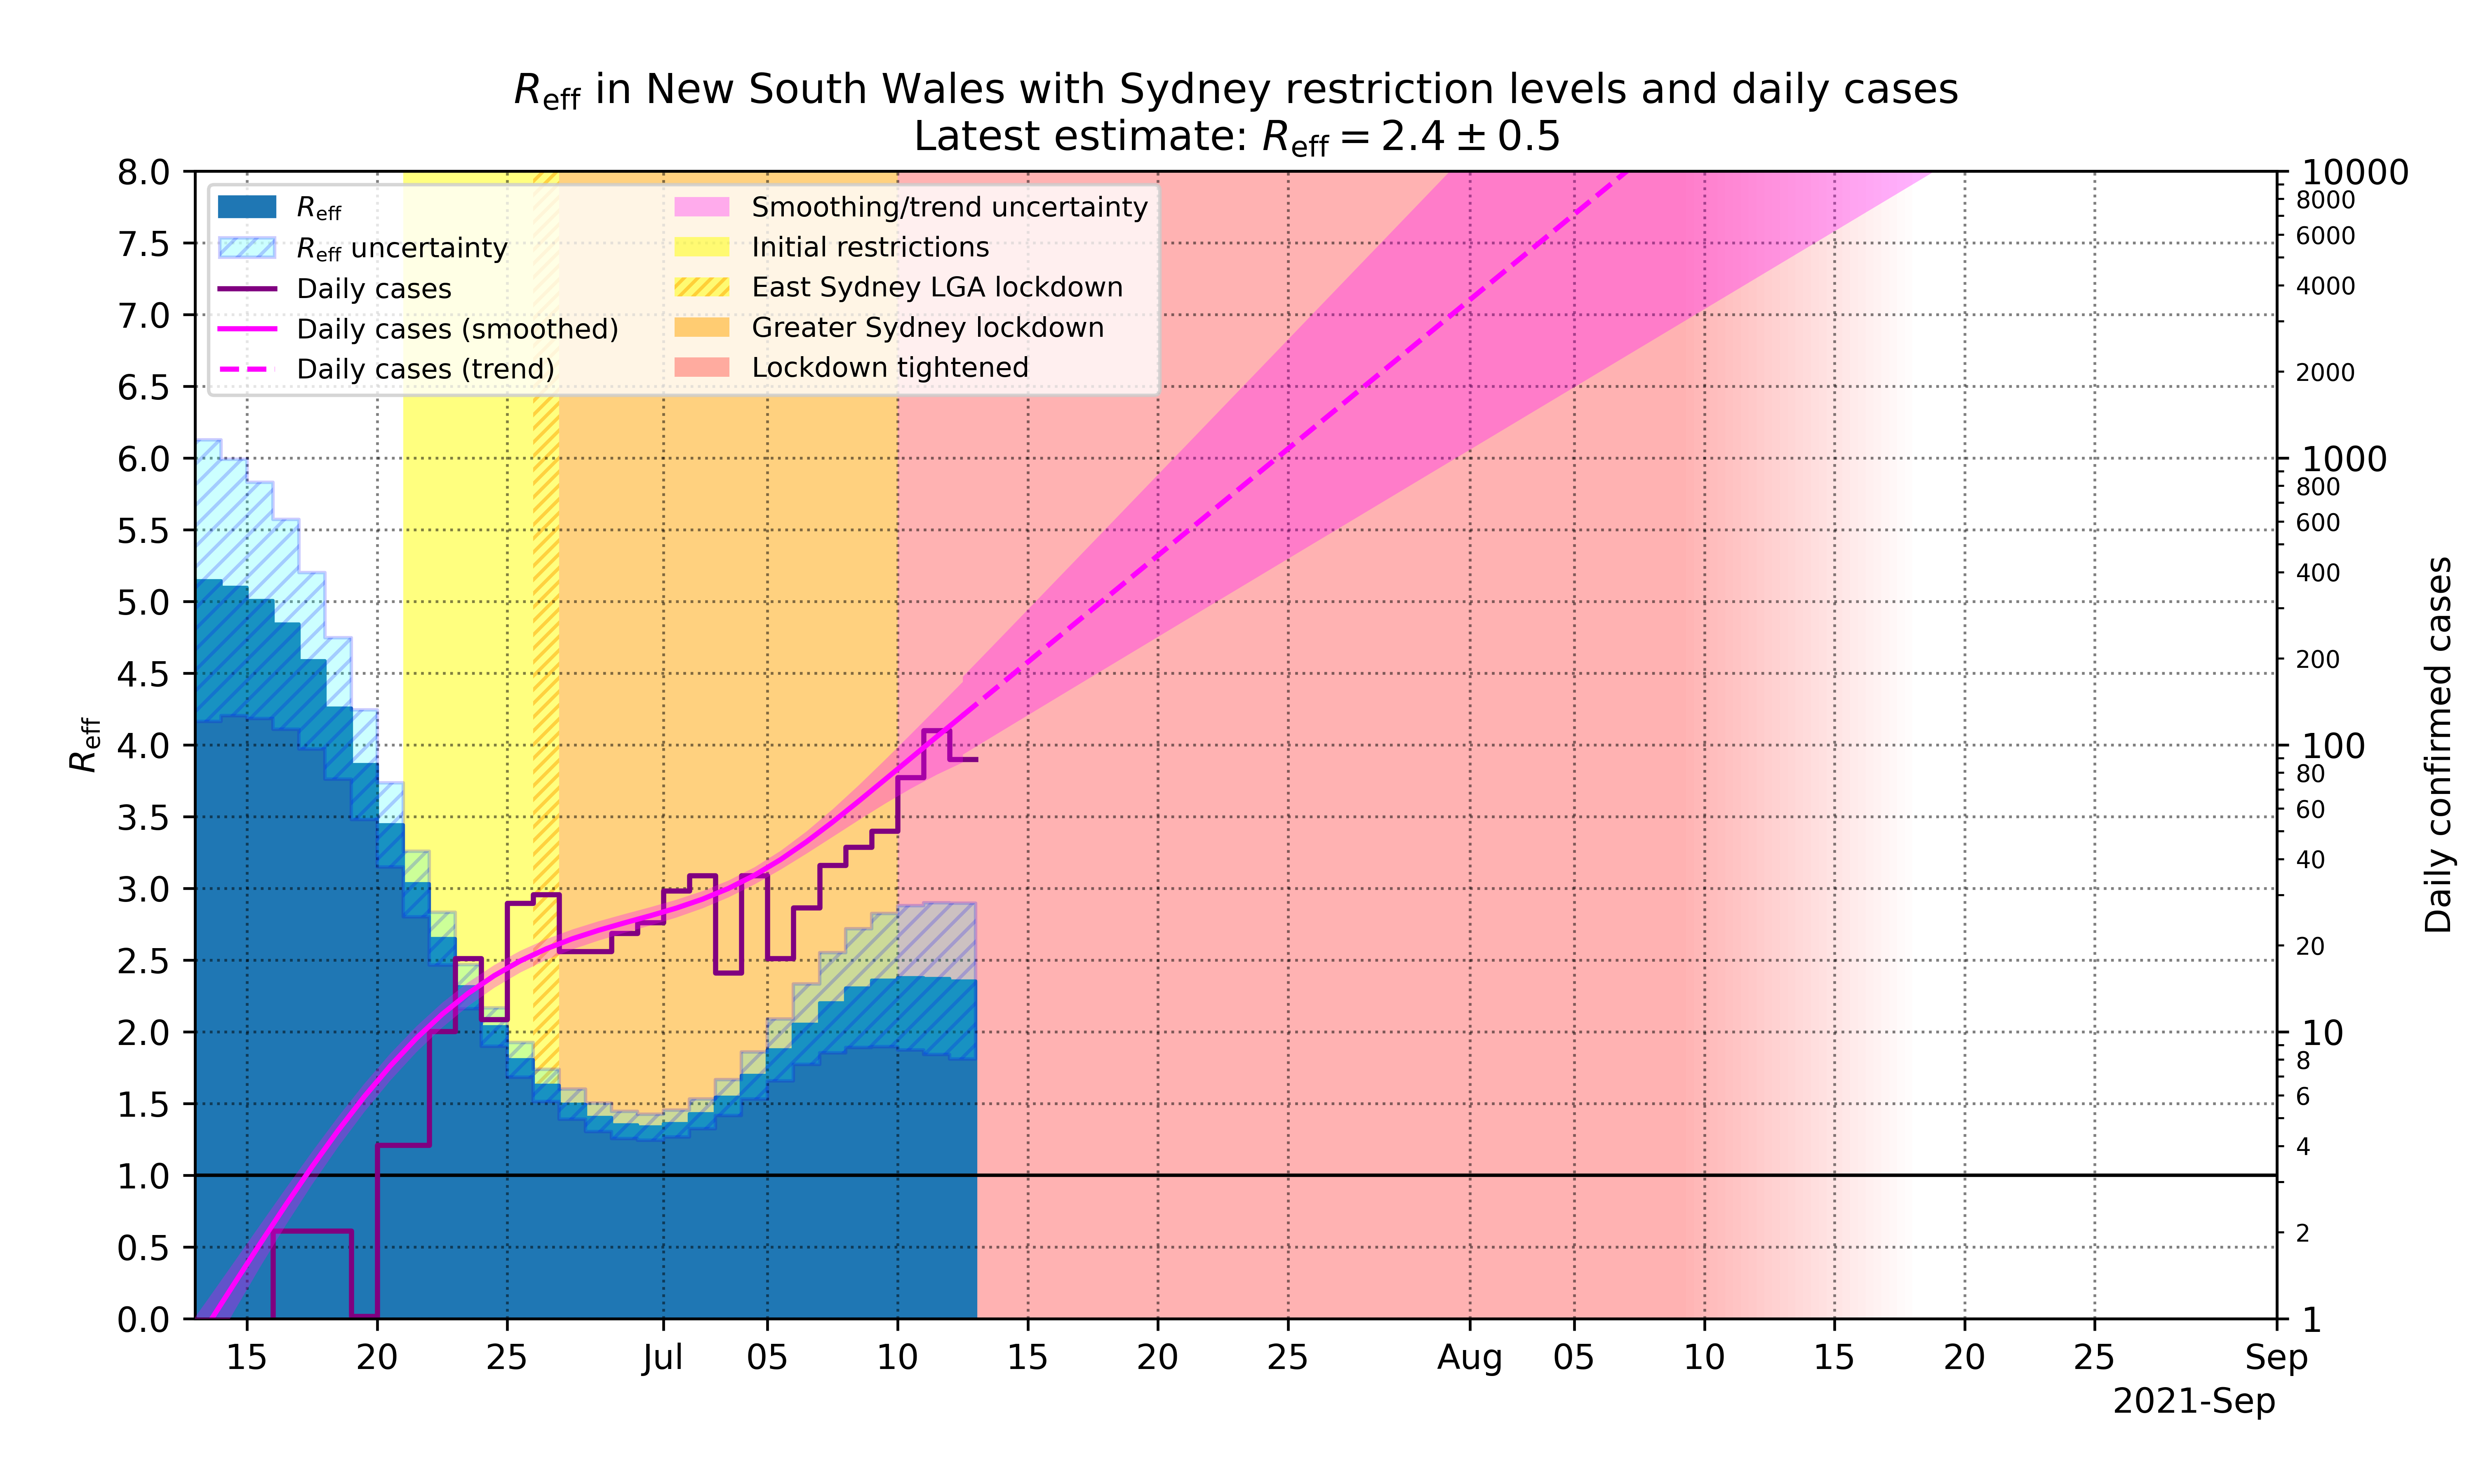 R_eff in New South Wales with Sydney restriction levels and daily cases
Latest estimate: R_eff = 2.4 ± 0.5
R_eff
R_eff uncertainty
Daily cases
Daily cases (smoothed)
Daily cases (trend)
Smoothing/trend uncertainty
Initial restrictions
East Sydney LGA lockdown
Greater Sydney lockdown
Lockdown tightened
R_eff
8.0
7.5
7.0
6.5
6.0
5.5
5.0
4.5
4.0
3.5
3.0
2.5
2.0
1.5
1.0
0.5
0.0
10000
8000
6000
4000
2000
1000
800
600
400
200
100
80
60
40
20
10
8
6
4
2
1
Daily confirmed cases
15 20 25 Jul 05 10 15 20 25 Aug 05 10 15 20 25 Sep
2021-Sep